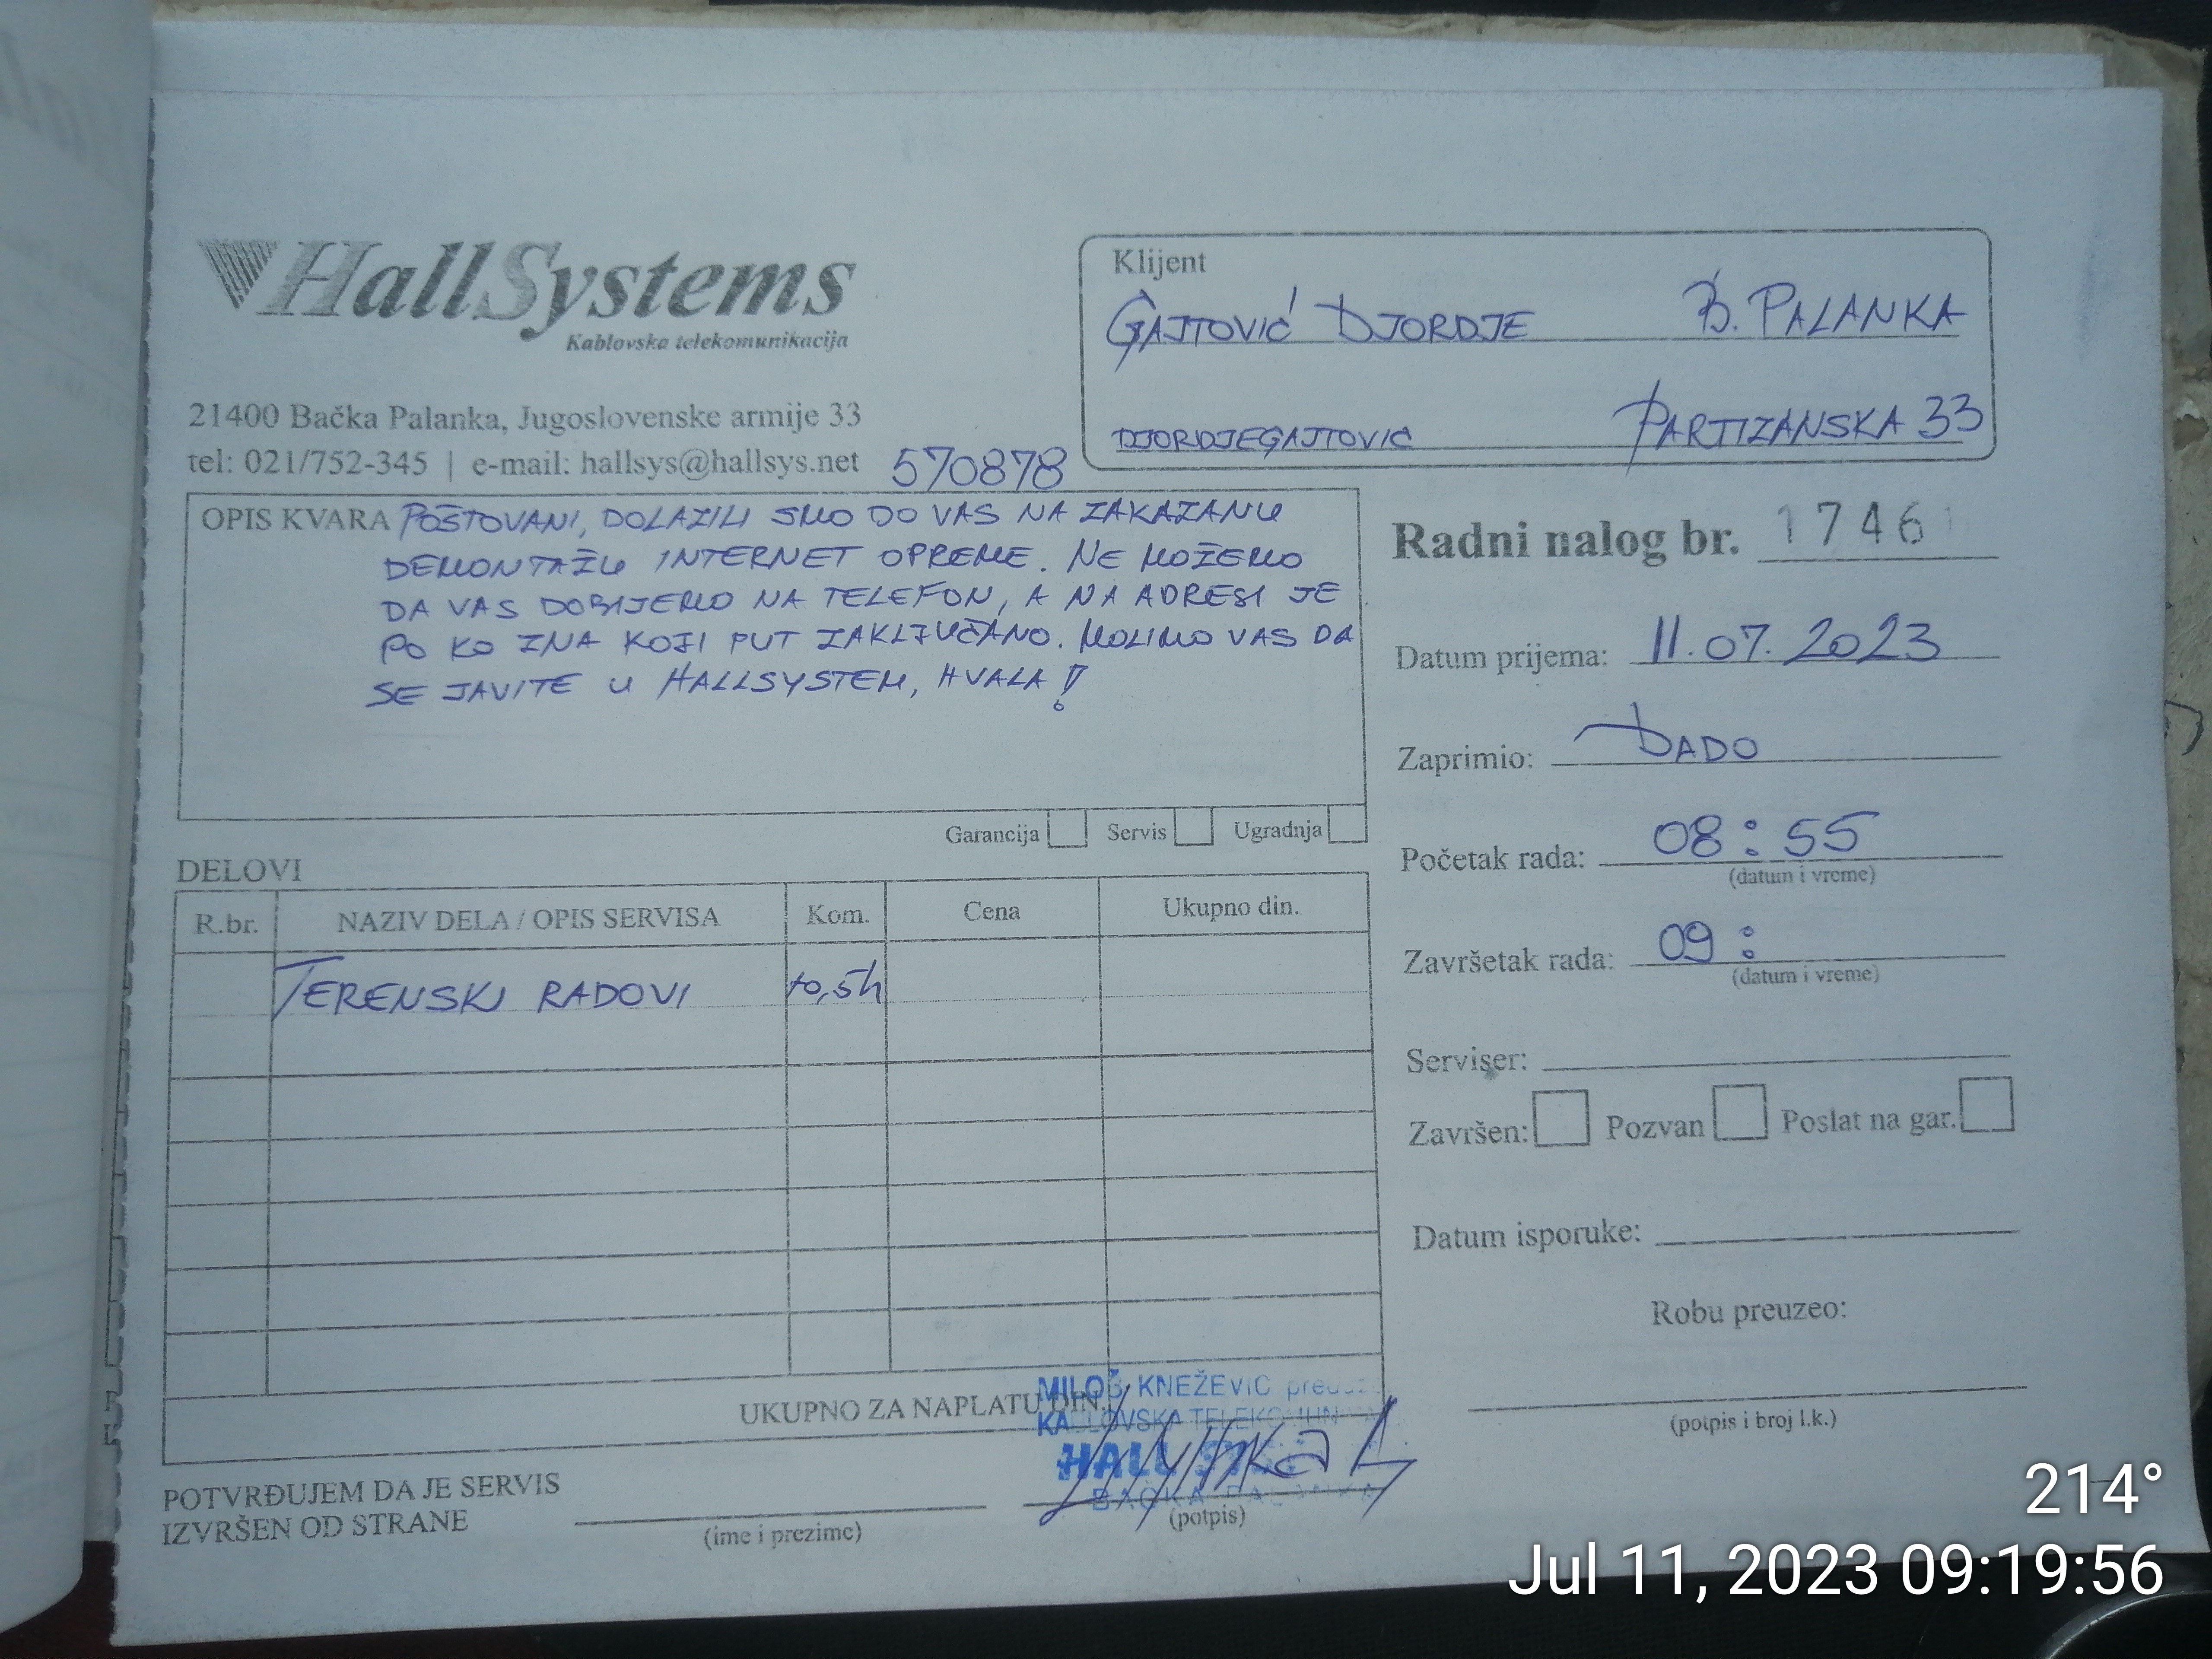 HallSystems
Kablovska telekomunikacija
21400 Bačka Palanka, Jugoslovenske armije 33
tel: 021/752-345 | e-mail: hallsys@hallsys.net
570878
Klijent
GAJTOVIĆ DJORDJE B. PALANKA
DJORDJEGAJTOVIC PARTIZANSKA 33
OPIS KVARA POŠTOVANI, DOLAZILI SMO DO VAS NA ZAKAZANU
DEMONTAŽU INTERNET OPREME. NE MOŽEMO
DA VAS DOBIJEMO NA TELEFON, A NA ADRESI JE
PO KO ZNA KOJI PUT ZAKLJUČANO. MOLIMO VAS DA
SE JAVITE U HALLSYSTEM, HVALA!
Garancija Servis Ugradnja
Radni nalog br. 17461
Datum prijema: 11.07.2023
Zaprimio: DADO
Početak rada: 08:55
(datum i vreme)
Završetak rada: 09:
(datum i vreme)
Serviser:
Završen: Pozvan Poslat na gar.
Datum isporuke:
Robu preuzeo:
(potpis i broj l.k.)
DELOVI
R.br. NAZIV DELA / OPIS SERVISA Kom. Cena Ukupno din.
TERENSKI RADOVI 0,5h
UKUPNO ZA NAPLATU DIN.
MILOŠ KNEŽEVIĆ
KABLOVSKA
HALL
BAČKA PALANKA
POTVRĐUJEM DA JE SERVIS
IZVRŠEN OD STRANE
(ime i prezime)
(potpis)
214°
Jul 11, 2023 09:19:56